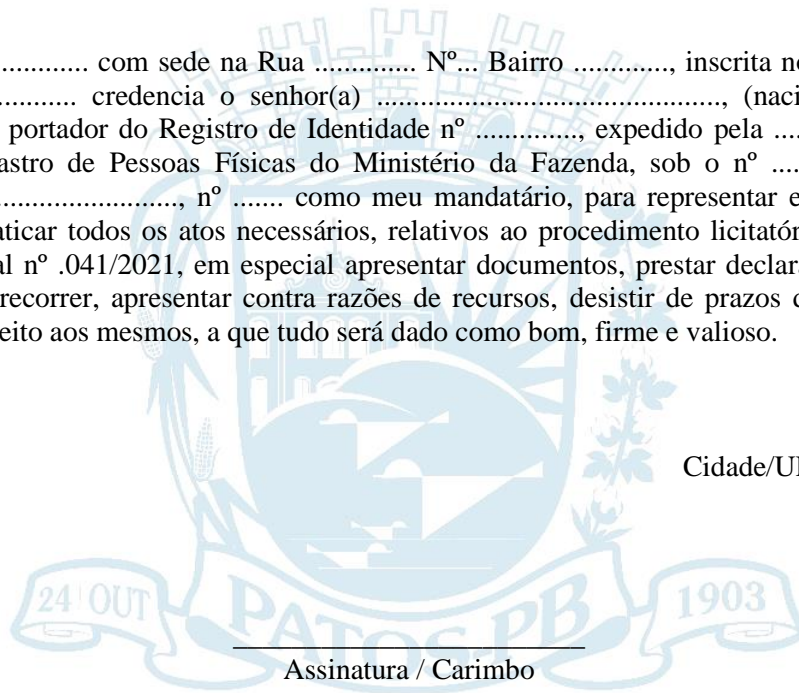 ............. com sede na Rua ............. Nº... Bairro ............., inscrita no
............ credencia o senhor(a) ............................................., (naci
portador do Registro de Identidade nº ............., expedido pela ....
astro de Pessoas Físicas do Ministério da Fazenda, sob o nº .....
........................, nº ....... como meu mandatário, para representar e
aticar todos os atos necessários, relativos ao procedimento licitatór
al nº .041/2021, em especial apresentar documentos, prestar declara
recorrer, apresentar contra razões de recursos, desistir de prazos d
eito aos mesmos, a que tudo será dado como bom, firme e valioso.
Cidade/U
24 OUT
PATOS-PB
1903
Assinatura / Carimbo